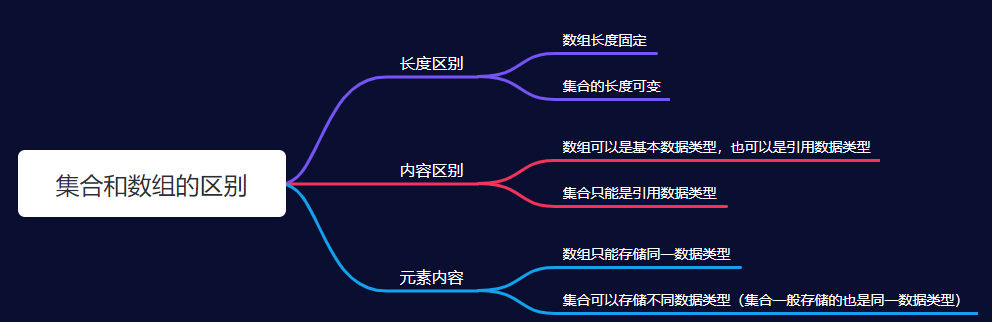 集合和数组的区别
长度区别
数组长度固定
集合的长度可变
内容区别
数组可以是基本数据类型，也可以是引用数据类型
集合只能是引用数据类型
元素内容
数组只能存储同一数据类型
集合可以存储不同数据类型（集合一般存储的也是同一数据类型）